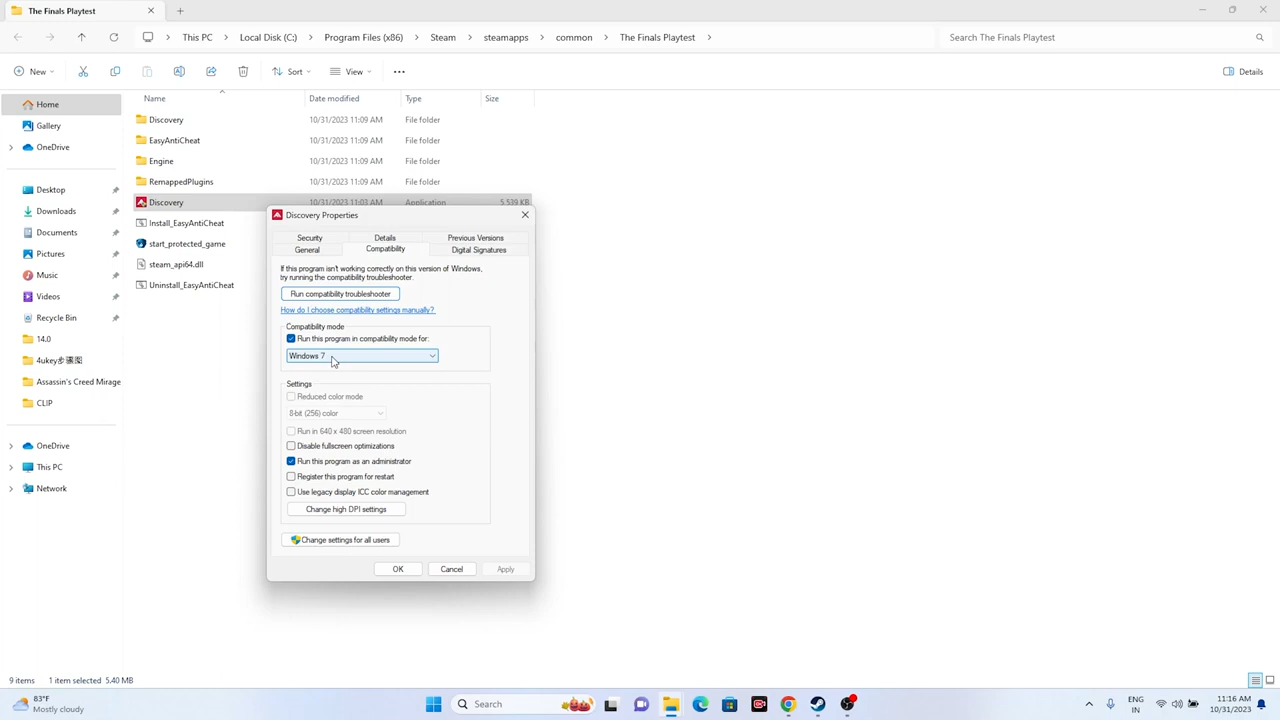 The Finals Playtest
This PC > Local Disk (C:) > Program Files (x86) > Steam > steamapps > common > The Finals Playtest >
Search The Finals Playtest
New
Sort
View
Details
Name
Date modified
Type
Size
Home
Gallery
OneDrive
Desktop
Downloads
Documents
Pictures
Music
Videos
Recycle Bin
14.0
4ukey步骤图
Assassin's Creed Mirage
CLIP
OneDrive
This PC
Network
Discovery 10/31/2023 11:09 AM File folder
EasyAntiCheat 10/31/2023 11:09 AM File folder
Engine 10/31/2023 11:09 AM File folder
RemappedPlugins 10/31/2023 11:09 AM File folder
Discovery 10/31/2023 11:03 AM Application 5,539 KB
Install_EasyAntiCheat
start_protected_game
steam_api64.dll
Uninstall_EasyAntiCheat
Discovery Properties
Security
Details
Previous Versions
General
Compatibility
Digital Signatures
If this program isn't working correctly on this version of Windows,
try running the compatibility troubleshooter.
Run compatibility troubleshooter
How do I choose compatibility settings manually?
Compatibility mode
Run this program in compatibility mode for:
Windows 7
Settings
Reduced color mode
8-bit (256) color
Run in 640 x 480 screen resolution
Disable fullscreen optimizations
Run this program as an administrator
Register this program for restart
Use legacy display ICC color management
Change high DPI settings
Change settings for all users
OK
Cancel
Apply
9 items
1 item selected 5.40 MB
83°F
Mostly cloudy
Search
ENG
IN
11:16 AM
10/31/2023